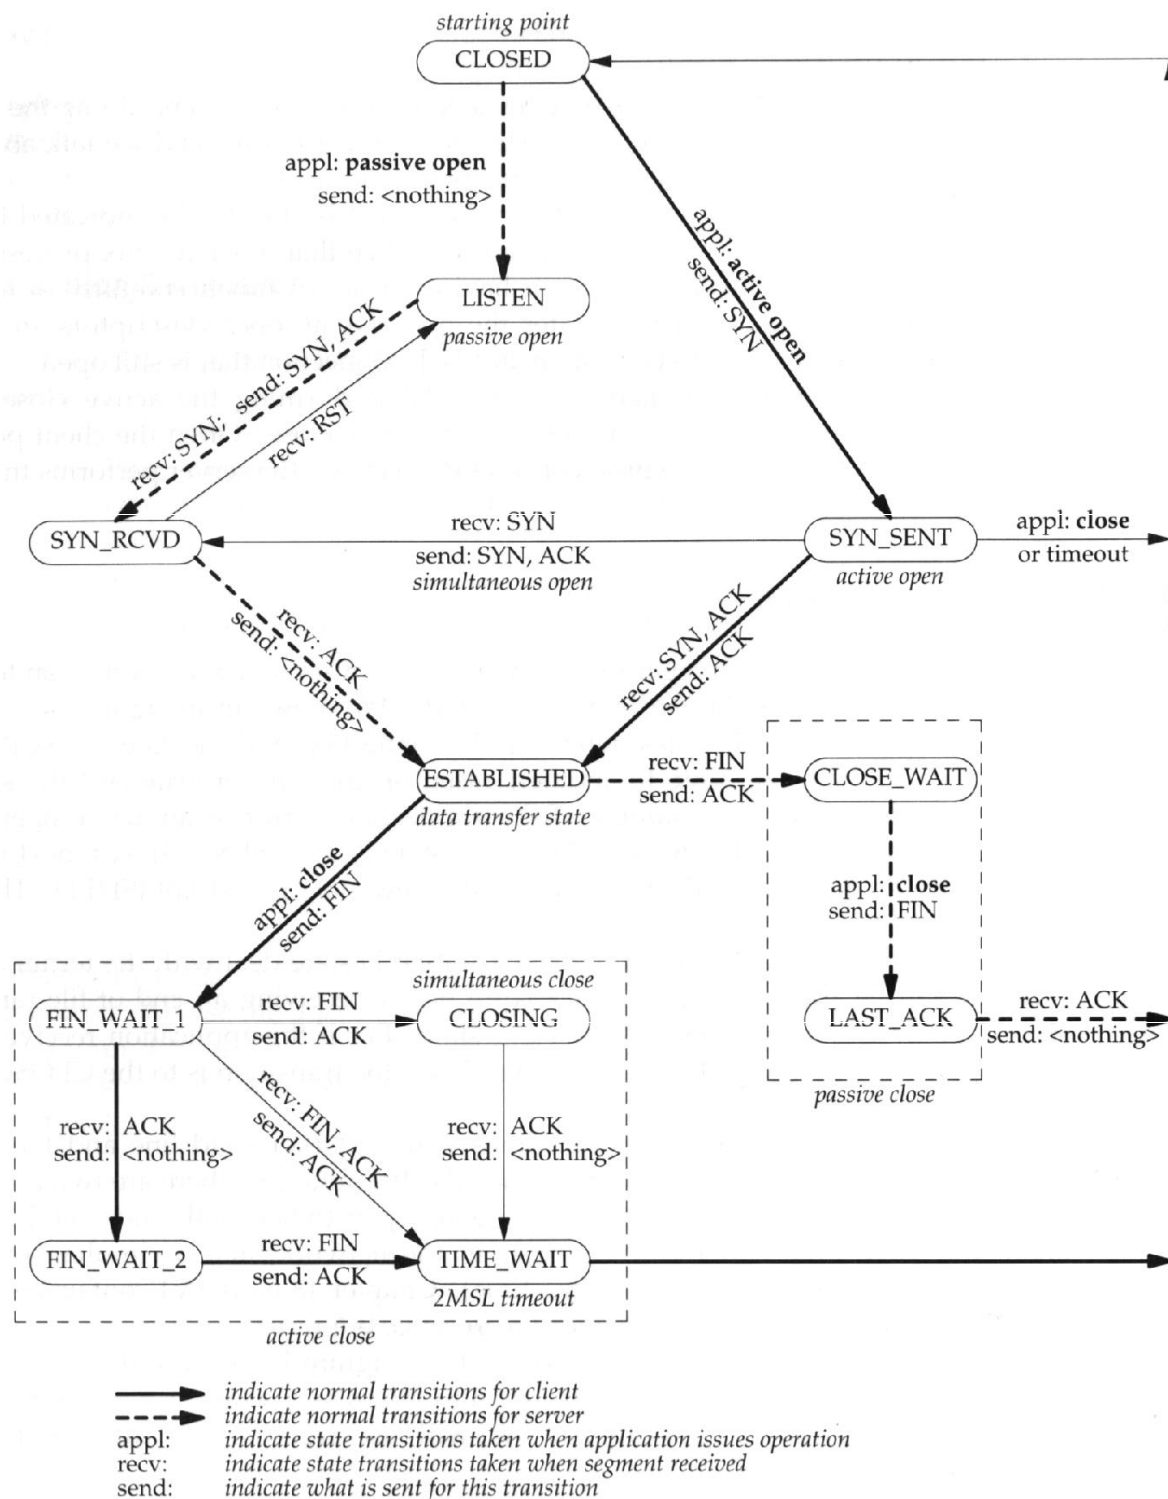 starting point
CLOSED
appl: passive open
send: <nothing>
appl: active open
send: SYN
LISTEN
passive open
recv: SYN; send: SYN, ACK
recv: RST
SYN_RCVD
recv: SYN
send: SYN, ACK
simultaneous open
SYN_SENT
active open
appl: close
or timeout
recv: ACK
send: <nothing>
recv: SYN, ACK
send: ACK
ESTABLISHED
data transfer state
recv: FIN
send: ACK
CLOSE_WAIT
appl: close
send: FIN
appl: close
send: FIN
LAST_ACK
passive close
recv: ACK
send: <nothing>
simultaneous close
FIN_WAIT_1
recv: FIN
send: ACK
CLOSING
recv: ACK
send: <nothing>
recv: FIN, ACK
send: ACK
recv: ACK
send: <nothing>
FIN_WAIT_2
recv: FIN
send: ACK
TIME_WAIT
2MSL timeout
active close
indicate normal transitions for client
indicate normal transitions for server
appl: indicate state transitions taken when application issues operation
recv: indicate state transitions taken when segment received
send: indicate what is sent for this transition